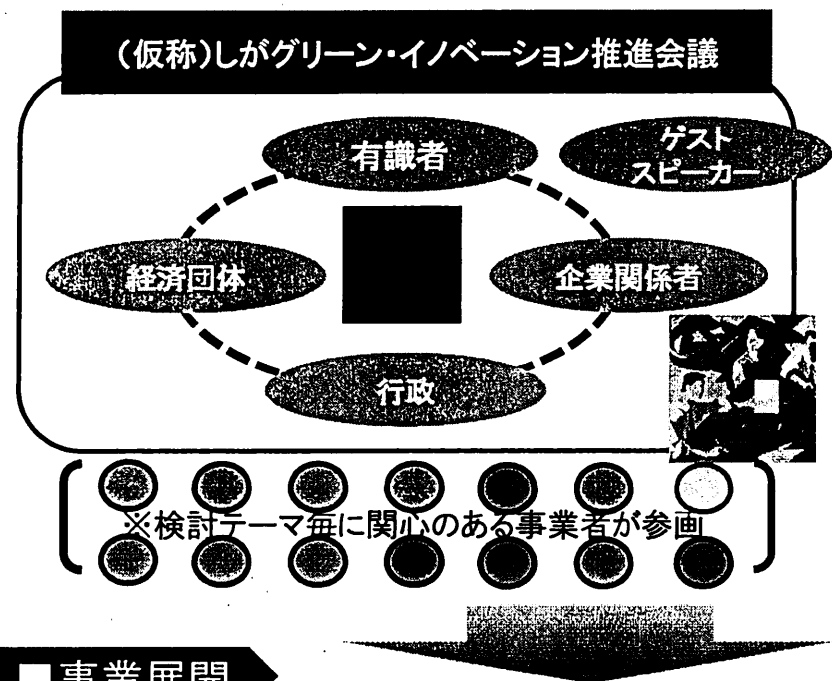 (仮称)しがグリーン・イノベーション推進会議
有識者
ゲスト
スピーカー
経済団体
企業関係者
行政
※検討テーマ毎に関心のある事業者が参画
■事業展開